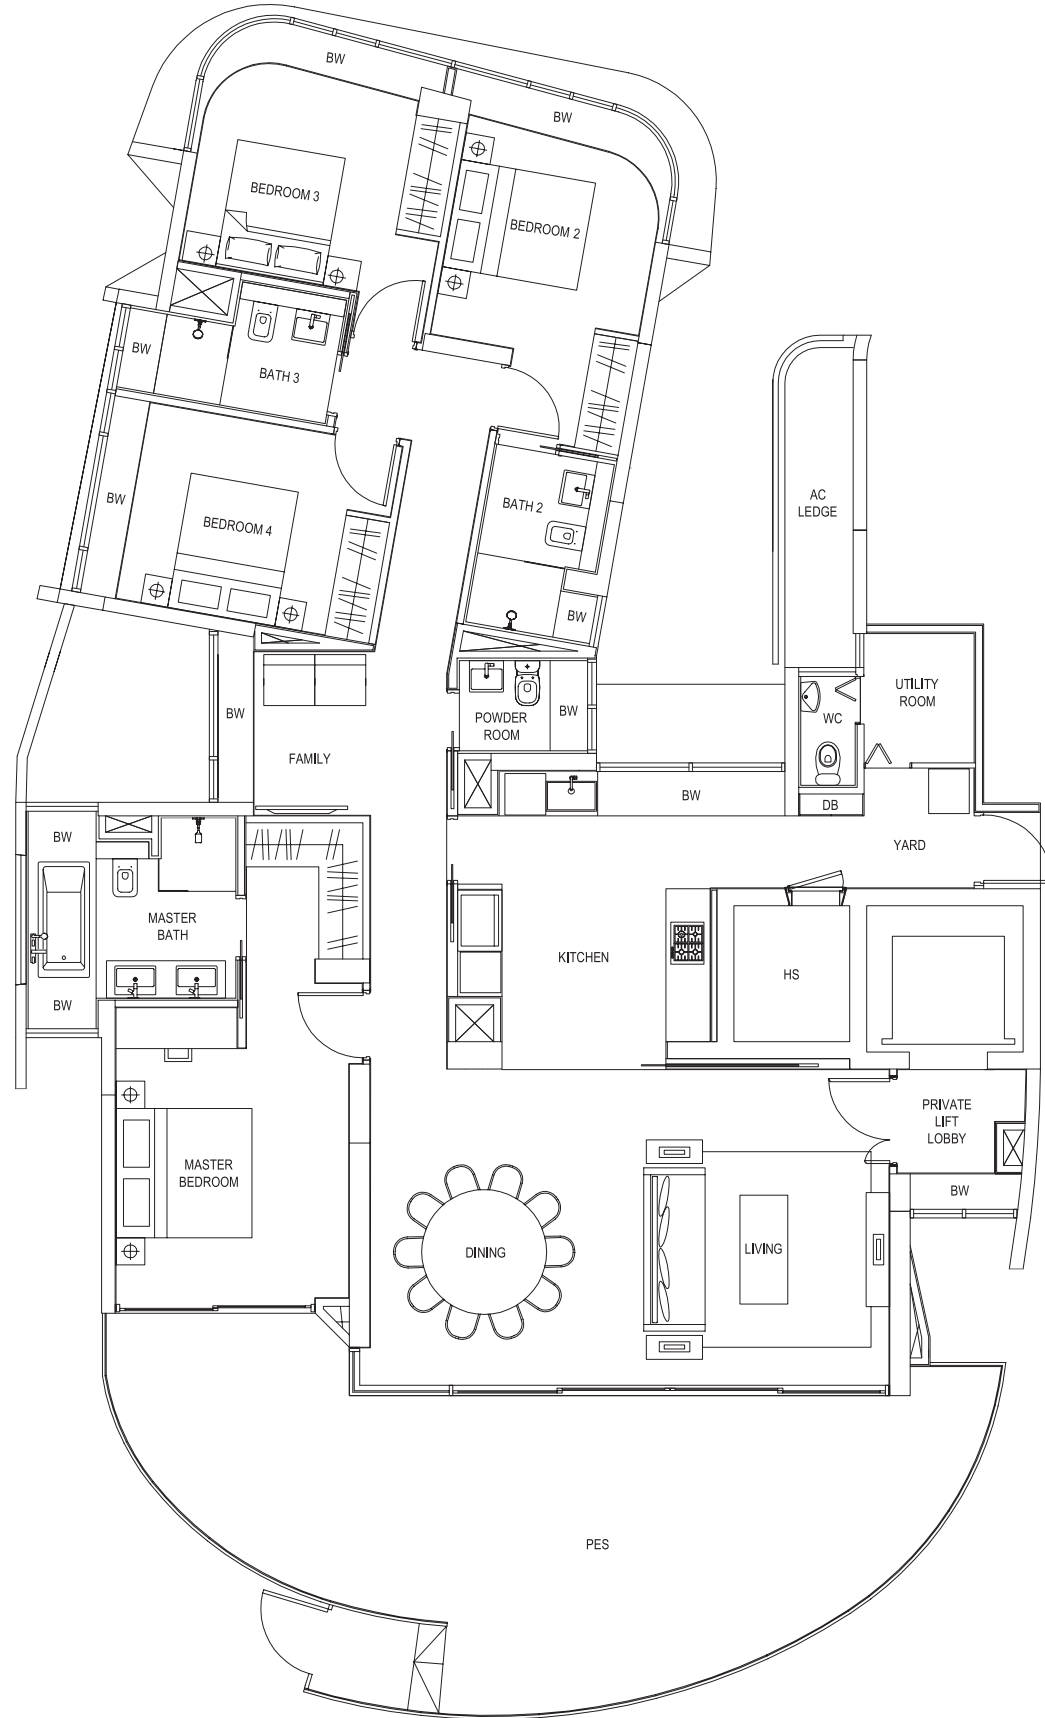 BW
BW
BEDROOM 3
BEDROOM 2
BW
BATH 3
BW
BEDROOM 4
BATH 2
AC
LEDGE
BW
UTILITY
ROOM
BW
POWDER
ROOM
BW
WC
FAMILY
BW
DB
BW
YARD
MASTER
BATH
KITCHEN
HS
BW
PRIVATE
LIFT
LOBBY
MASTER
BEDROOM
BW
DINING
LIVING
PES